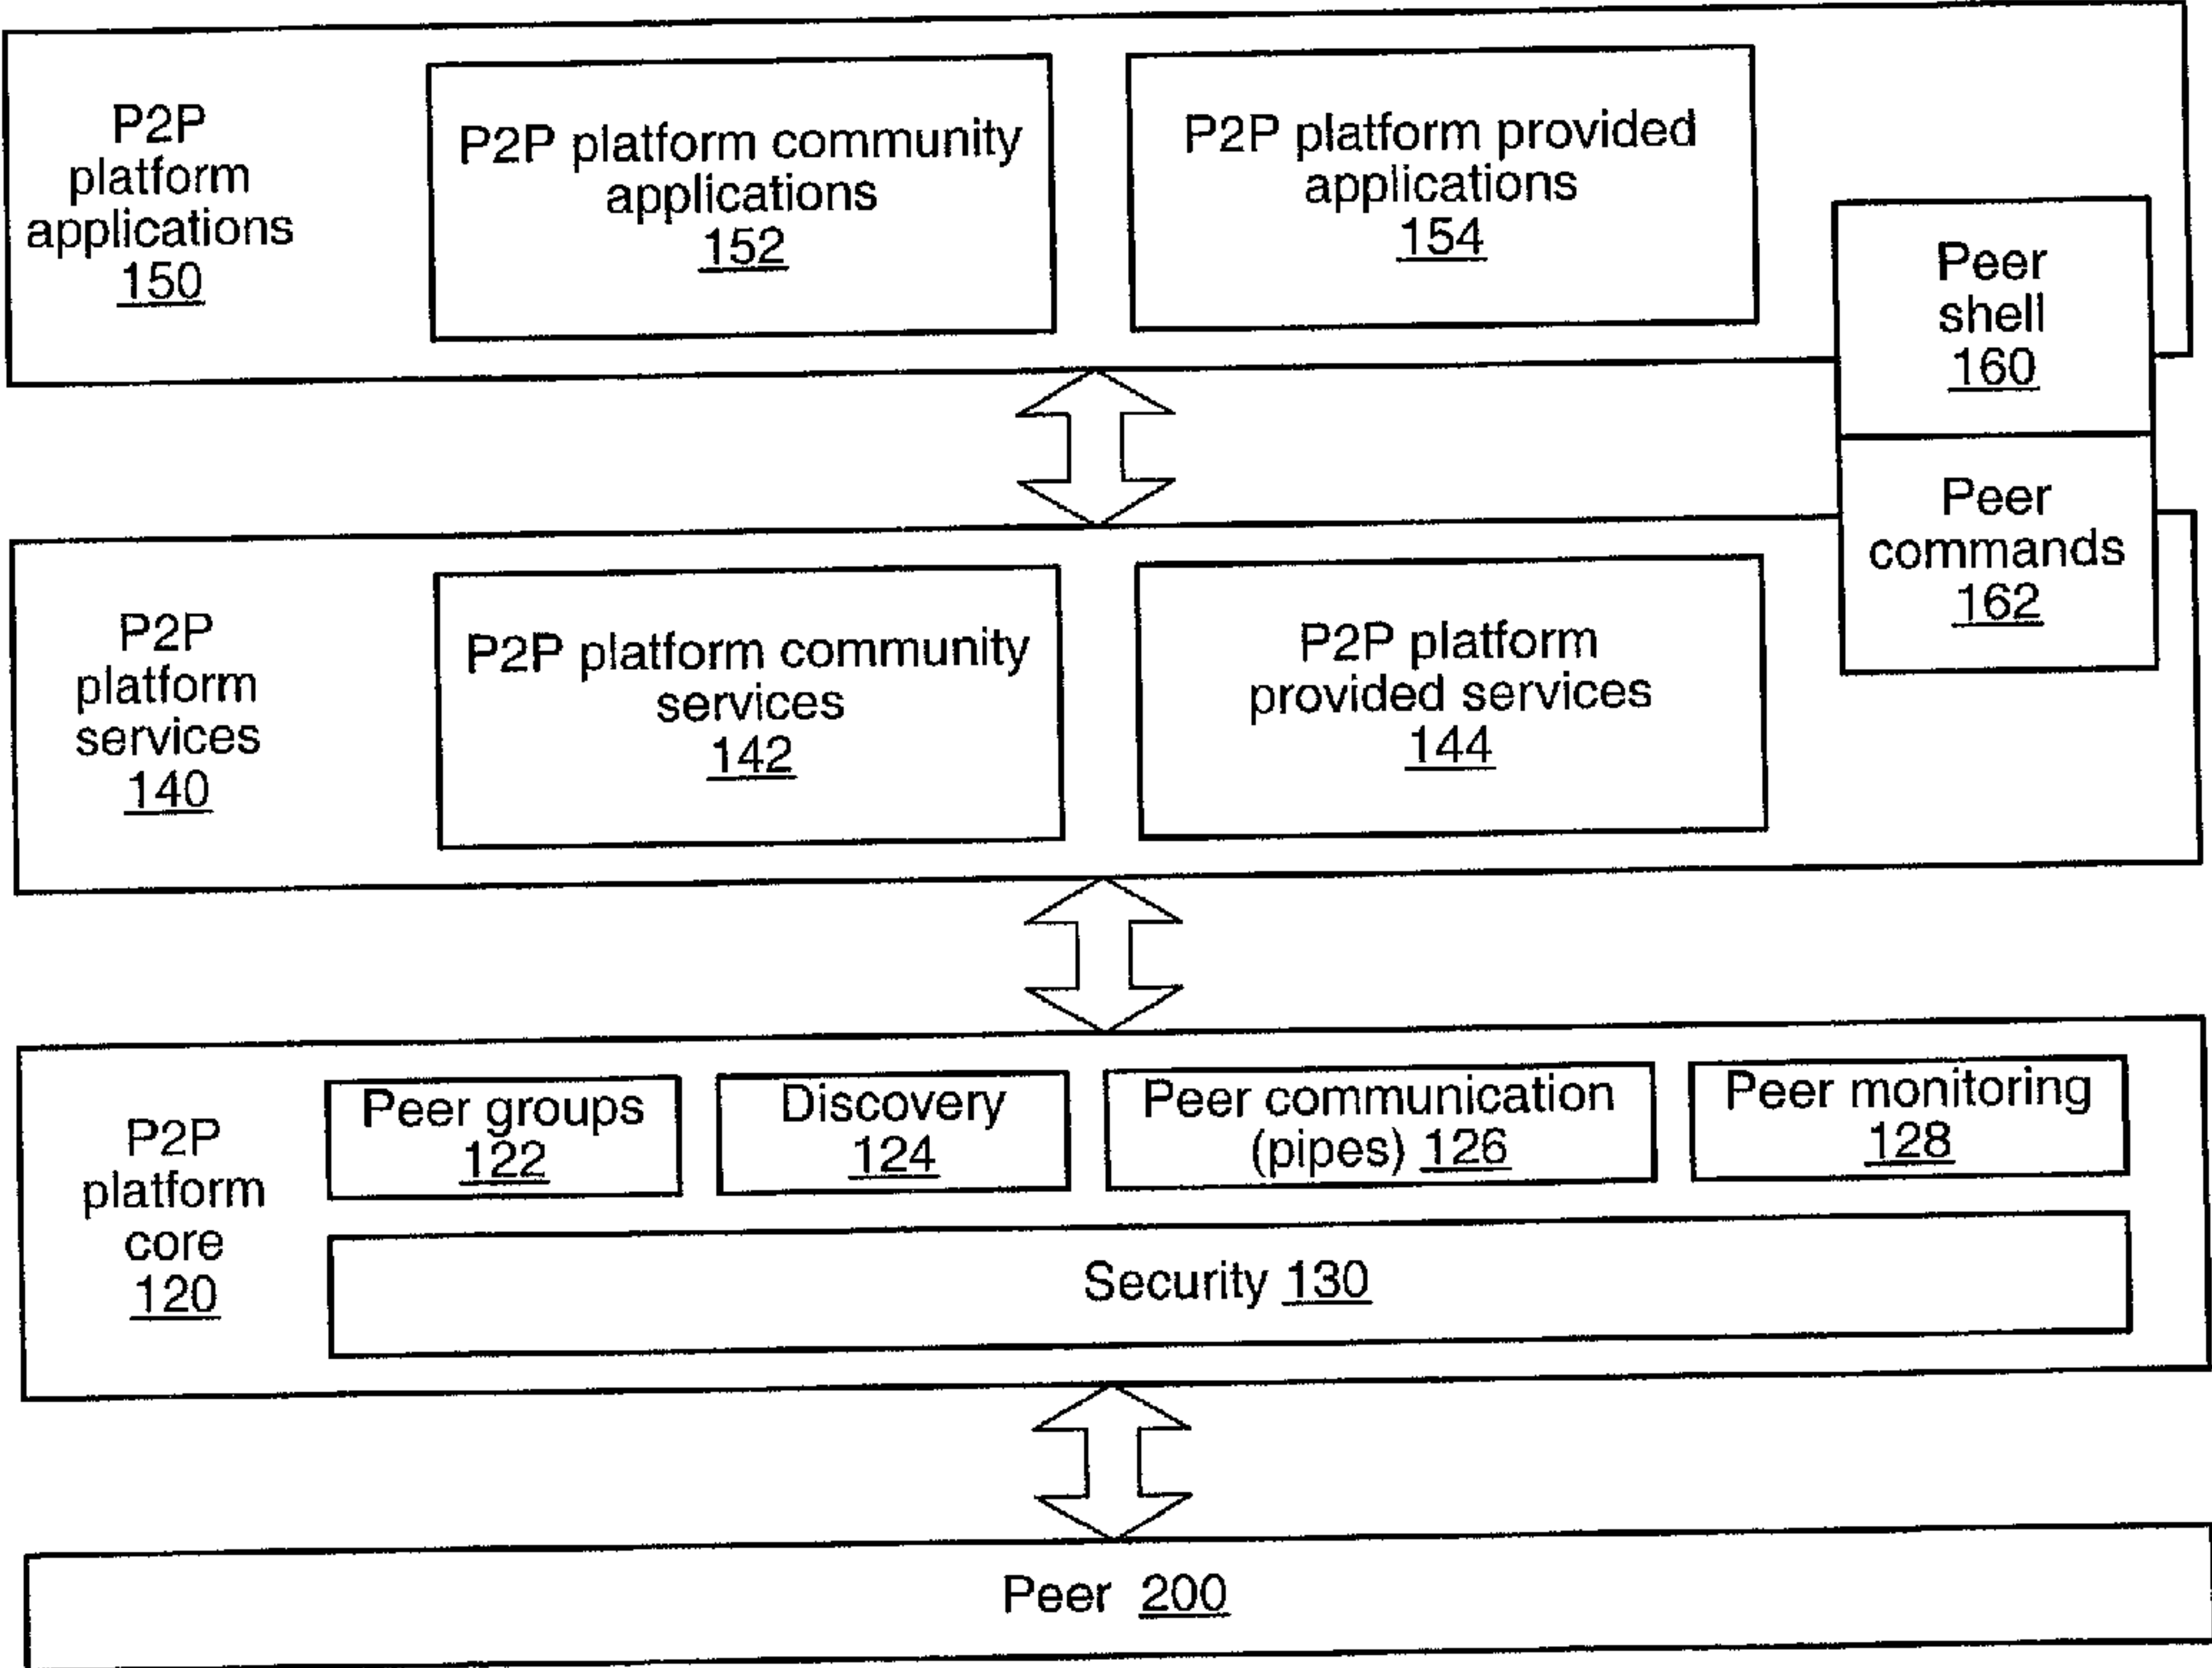 P2P
platform
applications
150
P2P platform community
applications
152
P2P platform provided
applications
154
Peer
shell
160
Peer
commands
162
P2P
platform
services
140
P2P platform community
services
142
P2P platform
provided services
144
P2P
platform
core
120
Peer groups
122
Discovery
124
Peer communication
(pipes) 126
Peer monitoring
128
Security 130
Peer 200